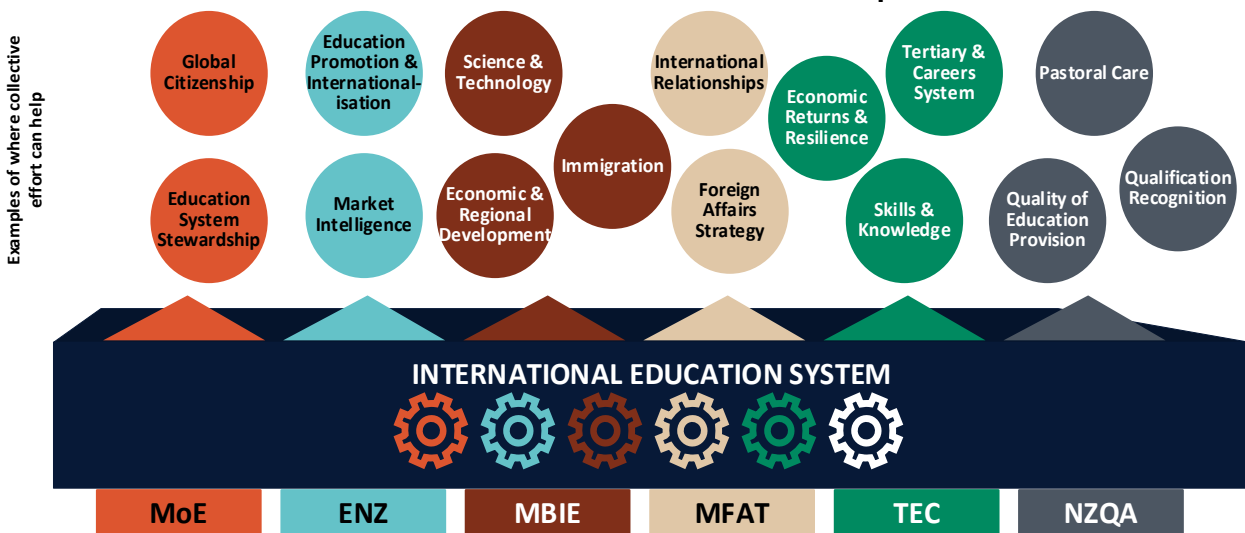 Examples of where collective
effort can help
Global
Citizenship
Education
Promotion &
International-
isation
Science &
Technology
International
Relationships
Economic
Returns &
Resilience
Tertiary &
Careers
System
Pastoral Care
Education
System
Stewardship
Market
Intelligence
Economic &
Regional
Development
Immigration
Foreign
Affairs
Strategy
Skills &
Knowledge
Quality of
Education
Provision
Qualification
Recognition
INTERNATIONAL EDUCATION SYSTEM
MoE
ENZ
MBIE
MFAT
TEC
NZQA